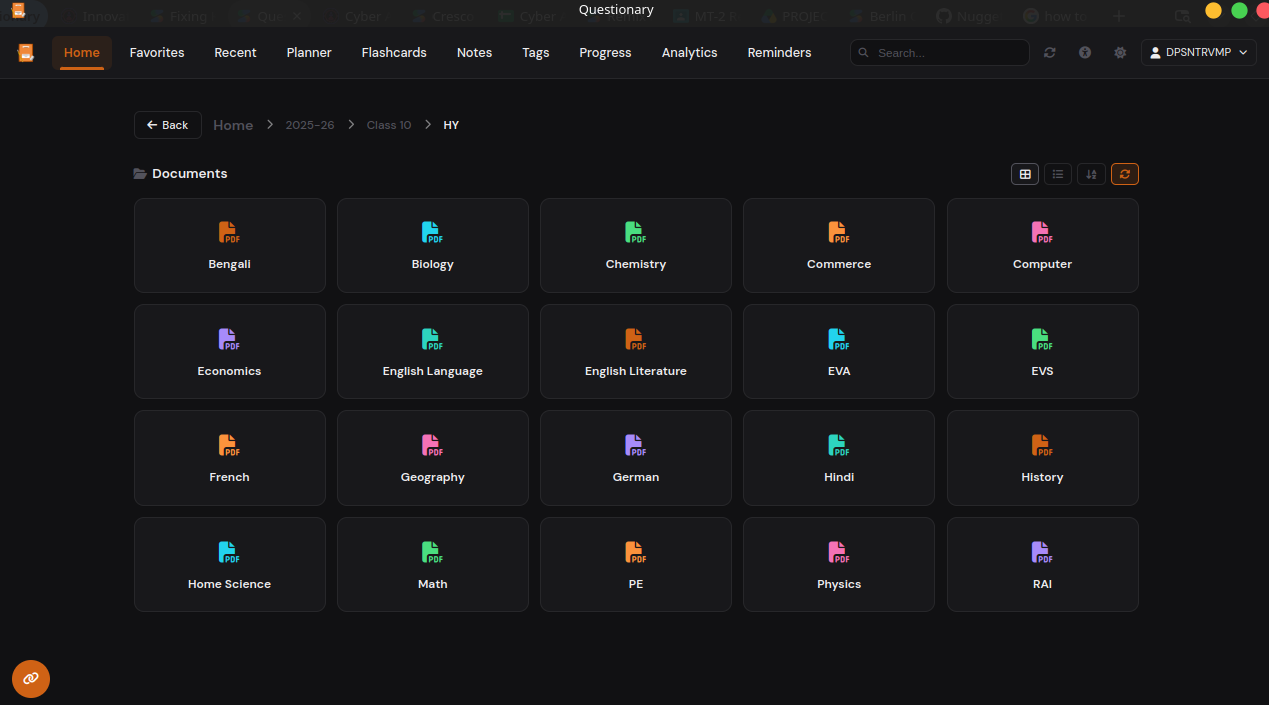 Questionary
Home Favorites Recent Planner Flashcards Notes Tags Progress Analytics Reminders Search... DPSNTRVMP
Back Home > 2025-26 > Class 10 > HY
Documents
PDF PDF PDF PDF PDF
Bengali Biology Chemistry Commerce Computer
PDF PDF PDF PDF PDF
Economics English Language English Literature EVA EVS
PDF PDF PDF PDF PDF
French Geography German Hindi History
PDF PDF PDF PDF PDF
Home Science Math PE Physics RAI